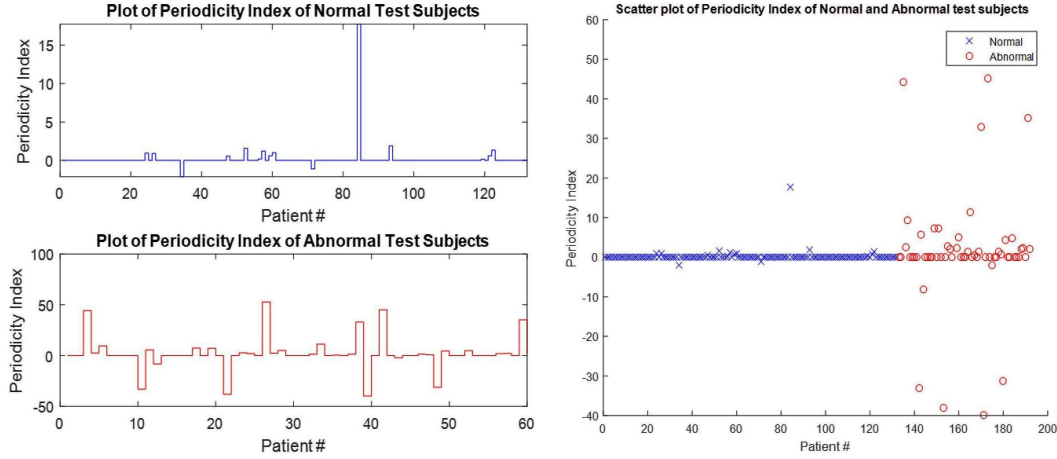 Plot of Periodicity Index of Normal Test Subjects
15
10
5
0
Periodicity Index
0 20 40 60 80 100 120
Patient #
Plot of Periodicity Index of Abnormal Test Subjects
100
50
0
-50
Periodicity Index
0 10 20 30 40 50 60
Patient #
Scatter plot of Periodicity Index of Normal and Abnormal test subjects
Normal
Abnormal
60
50
40
30
20
10
0
-10
-20
-30
-40
Periodicity Index
0 20 40 60 80 100 120 140 160 180 200
Patient #